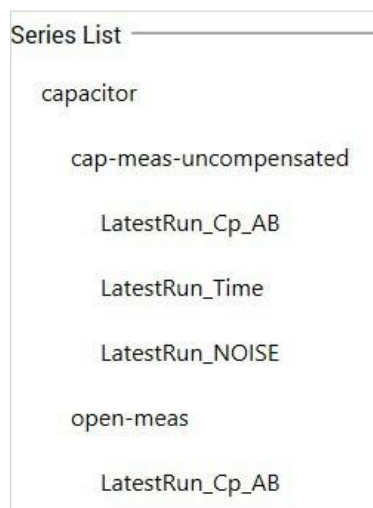 Series List
capacitor
cap-meas-uncompensated
LatestRun_Cp_AB
LatestRun_Time
LatestRun_NOISE
open-meas
LatestRun_Cp_AB